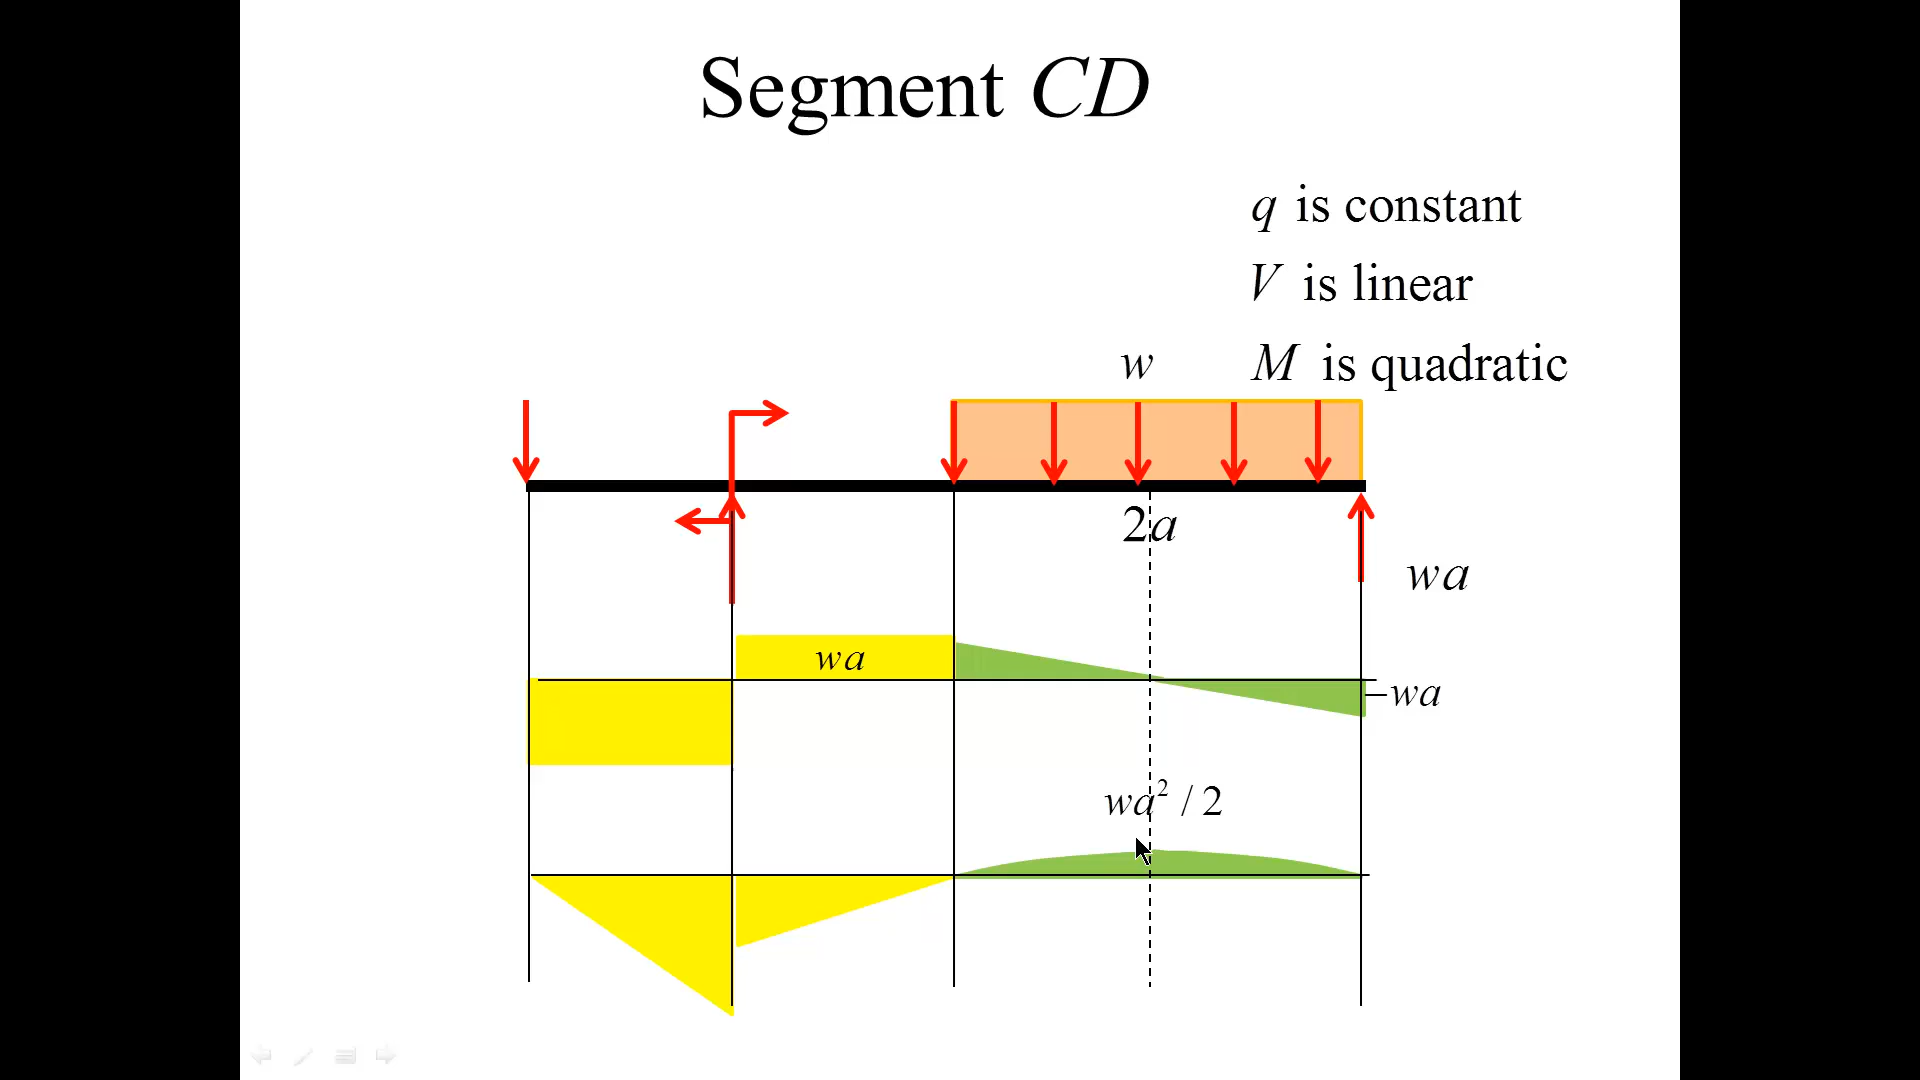 Segment CD
q is constant
V is linear
w
M is quadratic
2a
wa
wa
−wa
wa² / 2